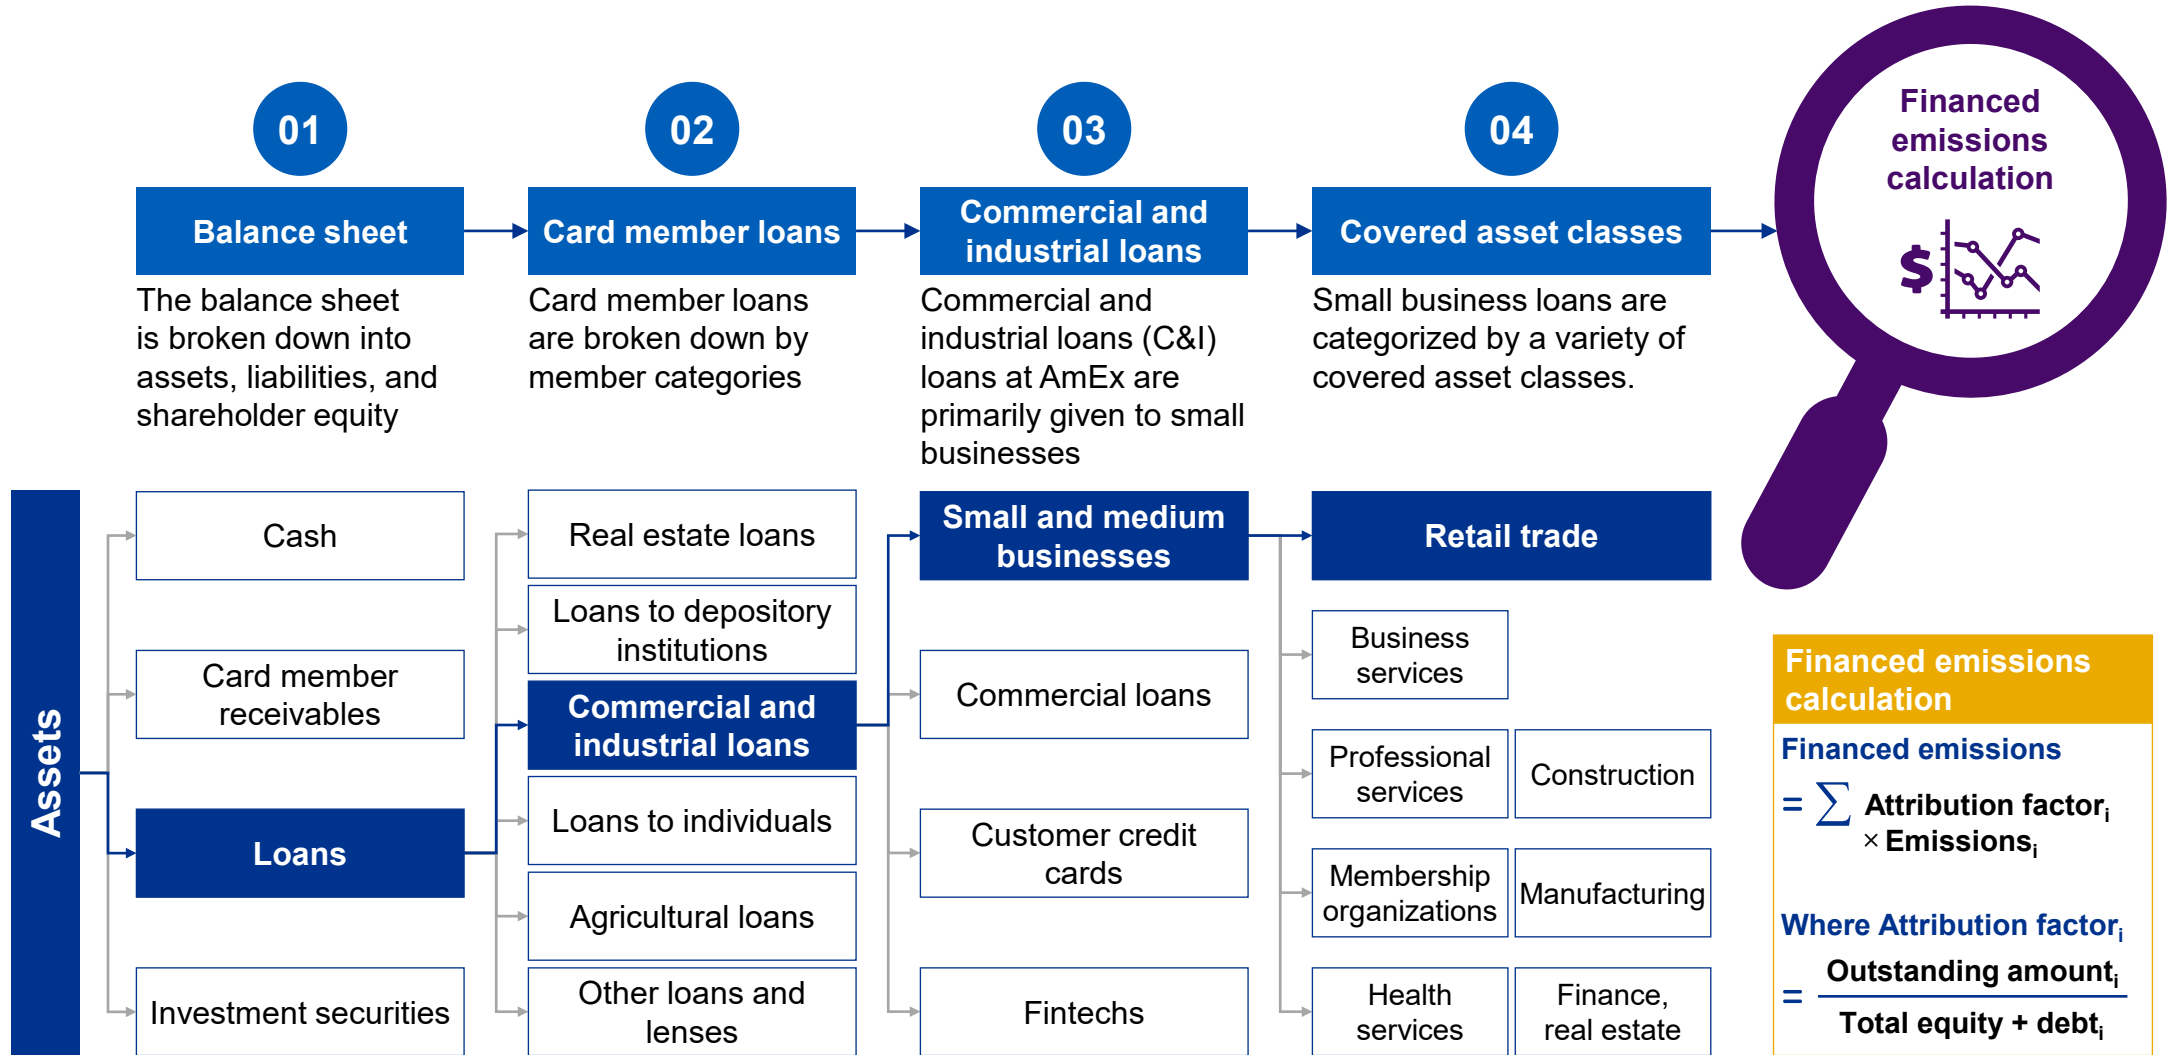 01
02
03
04
Balance sheet
Card member loans
Commercial and
industrial loans
Covered asset classes
Financed
emissions
calculation
$
The balance sheet
is broken down into
assets, liabilities, and
shareholder equity
Card member loans
are broken down by
member categories
Commercial and
industrial loans (C&I)
loans at AmEx are
primarily given to small
businesses
Small business loans are
categorized by a variety of
covered asset classes.
Assets
Cash
Card member
receivables
Loans
Investment securities
Real estate loans
Loans to depository
institutions
Commercial and
industrial loans
Loans to individuals
Agricultural loans
Other loans and
lenses
Small and medium
businesses
Commercial loans
Customer credit
cards
Fintechs
Retail trade
Business
services
Professional
services
Construction
Membership
organizations
Manufacturing
Health
services
Finance,
real estate
Financed emissions
calculation
Financed emissions
= ∑ Attribution factorᵢ
× Emissionsᵢ
Where Attribution factorᵢ
= Outstanding amountᵢ
Total equity + debtᵢ